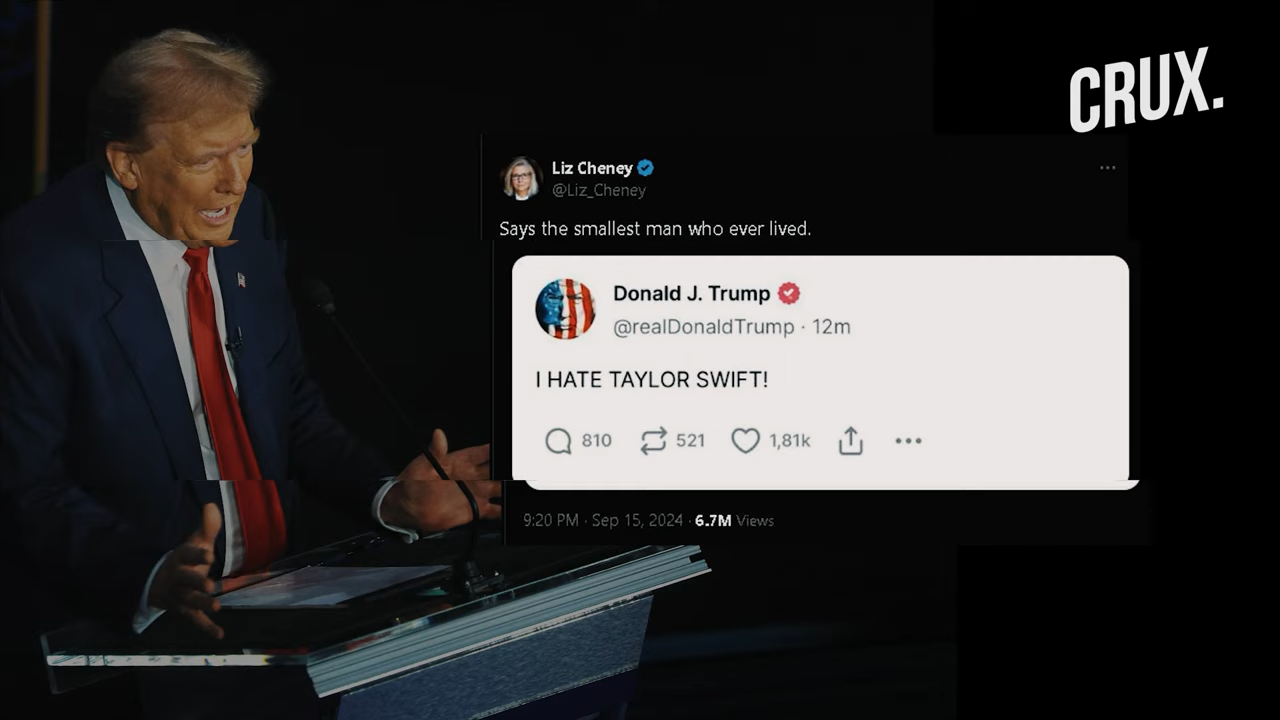 CRUX.
Liz Cheney
@Liz_Cheney
Says the smallest man who ever lived.
Donald J. Trump
@realDonaldTrump · 12m
I HATE TAYLOR SWIFT!
810 521 1,81k
9:20 PM · Sep 15, 2024 · 6.7M Views